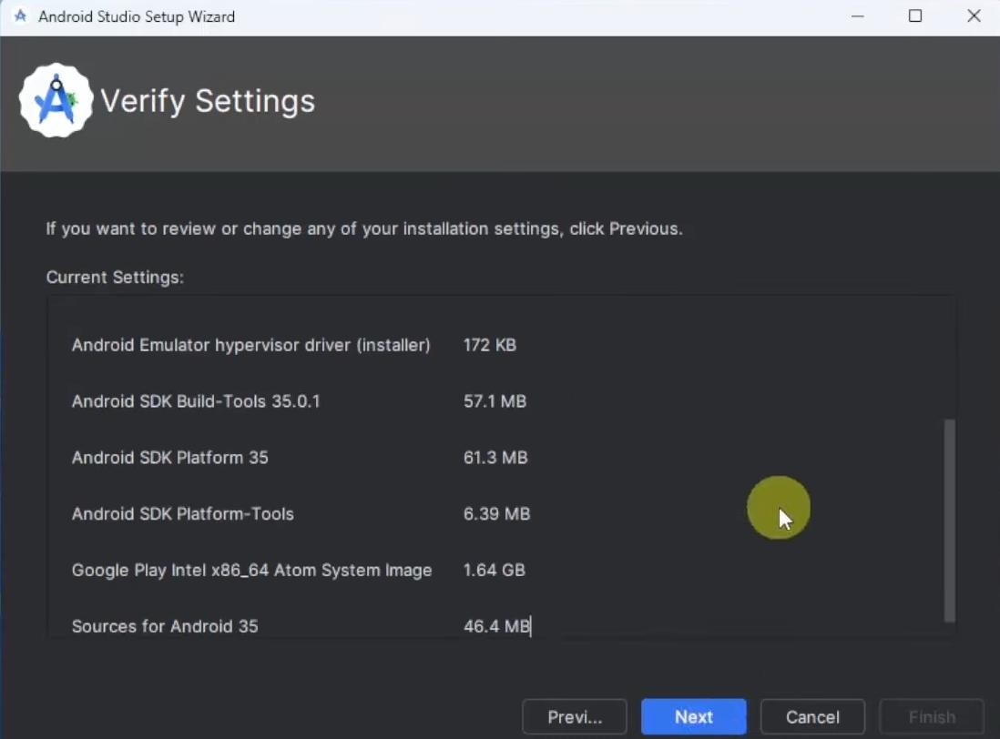 Android Studio Setup Wizard
Verify Settings
If you want to review or change any of your installation settings, click Previous.
Current Settings:
Android Emulator hypervisor driver (installer) 172 KB
Android SDK Build-Tools 35.0.1 57.1 MB
Android SDK Platform 35 61.3 MB
Android SDK Platform-Tools 6.39 MB
Google Play Intel x86_64 Atom System Image 1.64 GB
Sources for Android 35 46.4 MB
Previ... Next Cancel Finish